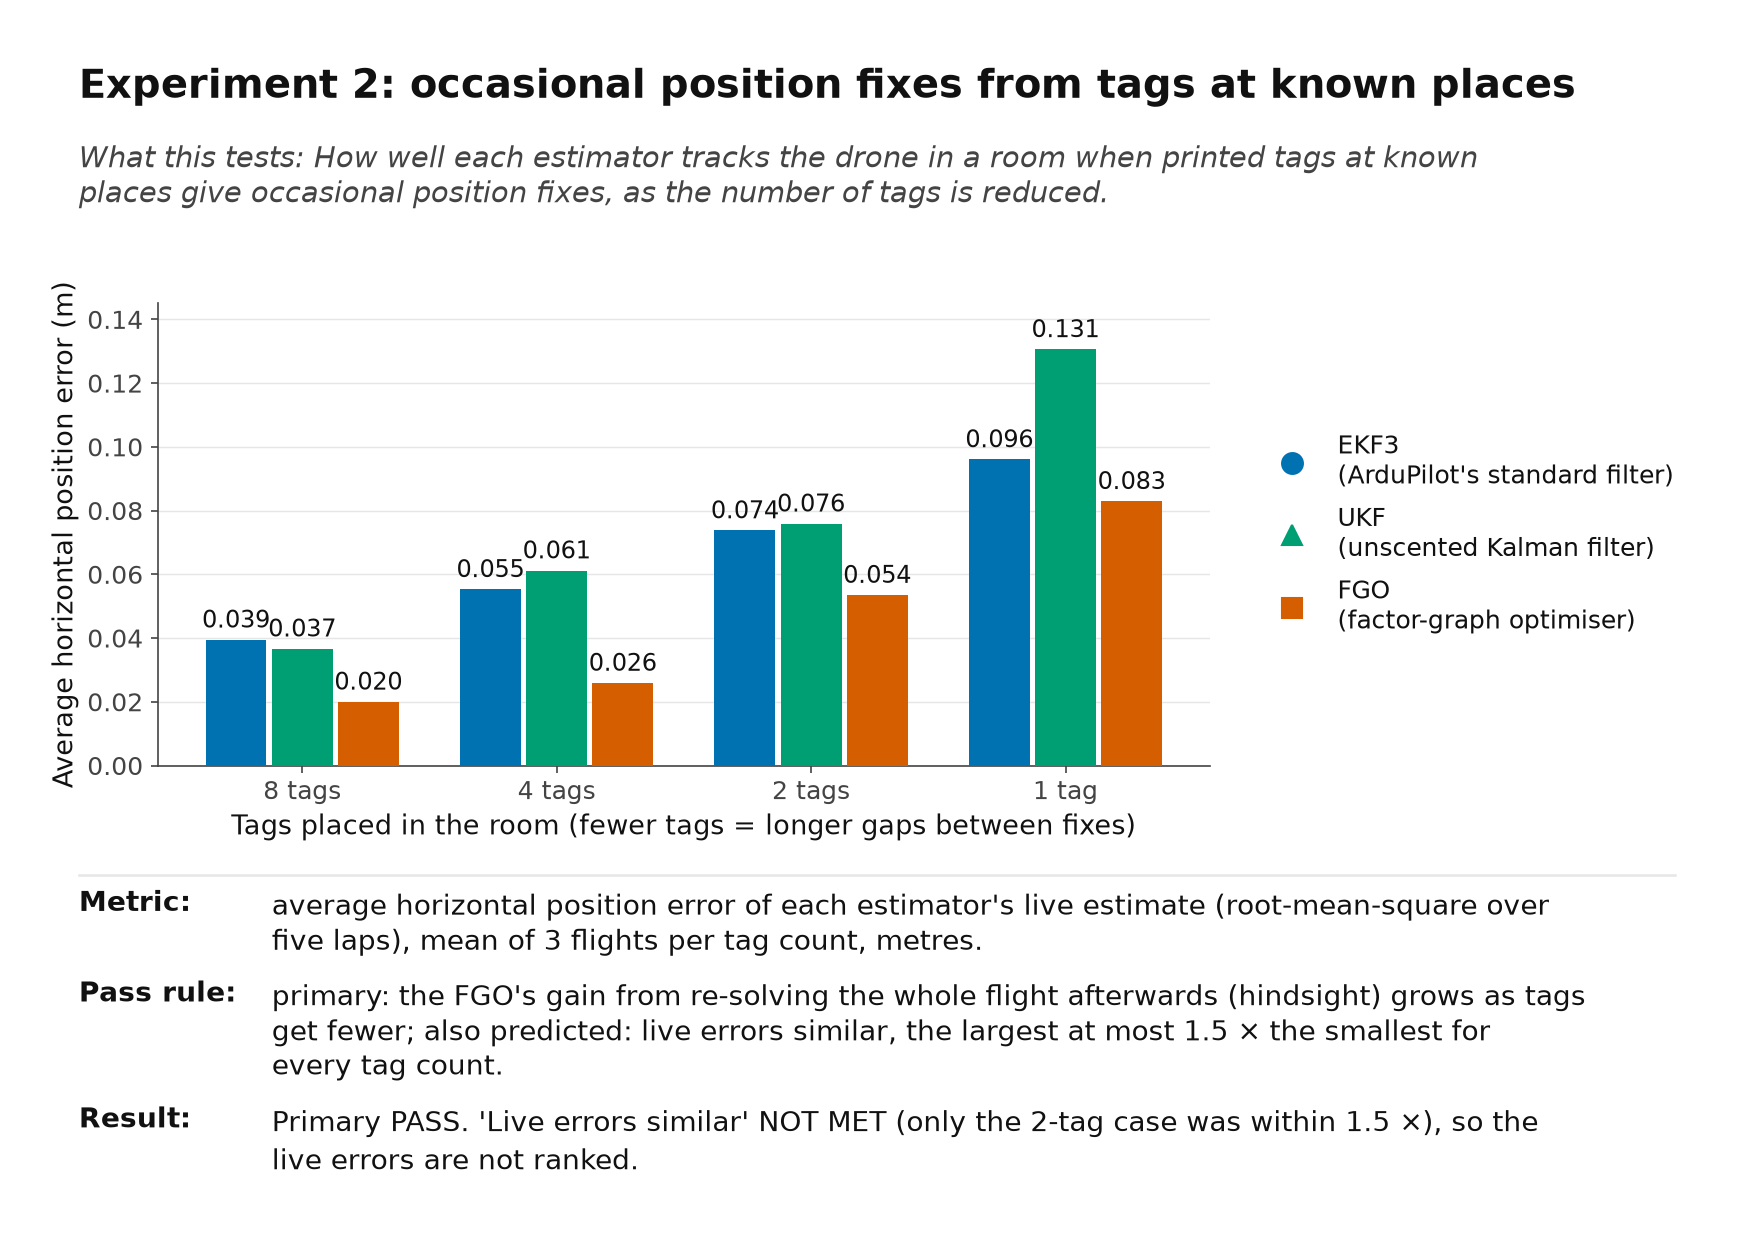 Experiment 2: occasional position fixes from tags at known places
What this tests: How well each estimator tracks the drone in a room when printed tags at known
places give occasional position fixes, as the number of tags is reduced.
Average horizontal position error (m)
0.14
0.12
0.10
0.08
0.06
0.04
0.02
0.00
0.039
0.037
0.020
0.055
0.061
0.026
0.074
0.076
0.054
0.096
0.131
0.083
8 tags
4 tags
2 tags
1 tag
Tags placed in the room (fewer tags = longer gaps between fixes)
EKF3
(ArduPilot's standard filter)
UKF
(unscented Kalman filter)
FGO
(factor-graph optimiser)
Metric: average horizontal position error of each estimator's live estimate (root-mean-square over
five laps), mean of 3 flights per tag count, metres.
Pass rule: primary: the FGO's gain from re-solving the whole flight afterwards (hindsight) grows as tags
get fewer; also predicted: live errors similar, the largest at most 1.5 × the smallest for
every tag count.
Result: Primary PASS. 'Live errors similar' NOT MET (only the 2-tag case was within 1.5 ×), so the
live errors are not ranked.